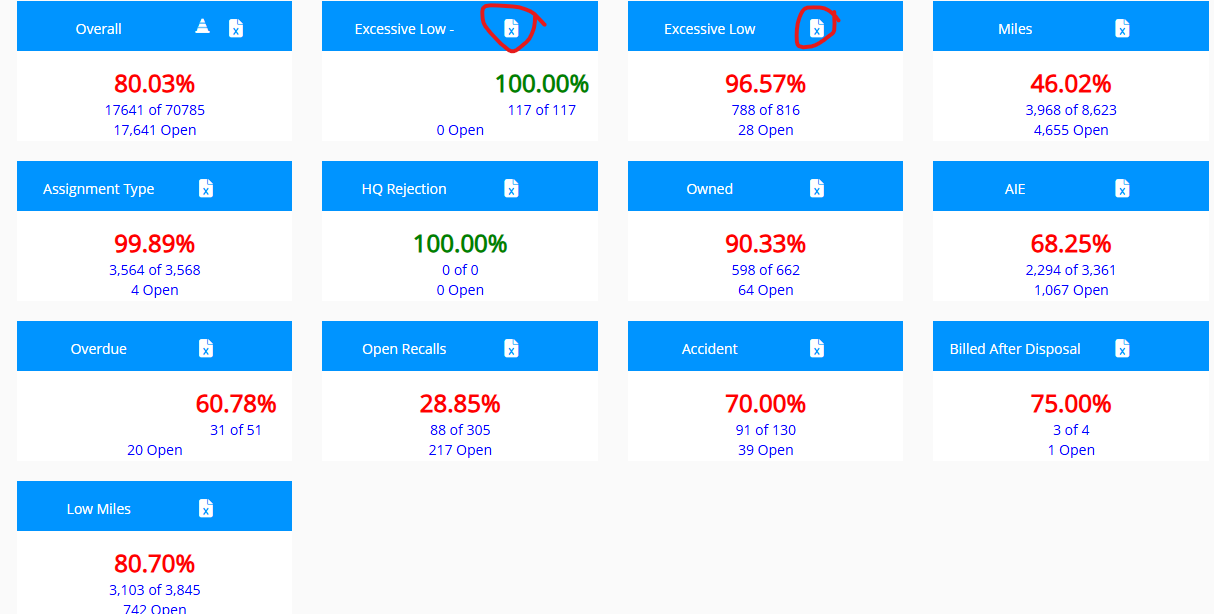 Overall
80.03%
17641 of 70785
17,641 Open
Excessive Low -
100.00%
117 of 117
0 Open
Excessive Low
96.57%
788 of 816
28 Open
Miles
46.02%
3,968 of 8,623
4,655 Open
Assignment Type
99.89%
3,564 of 3,568
4 Open
HQ Rejection
100.00%
0 of 0
0 Open
Owned
90.33%
598 of 662
64 Open
AIE
68.25%
2,294 of 3,361
1,067 Open
Overdue
60.78%
31 of 51
20 Open
Open Recalls
28.85%
88 of 305
217 Open
Accident
70.00%
91 of 130
39 Open
Billed After Disposal
75.00%
3 of 4
1 Open
Low Miles
80.70%
3,103 of 3,845
742 Open